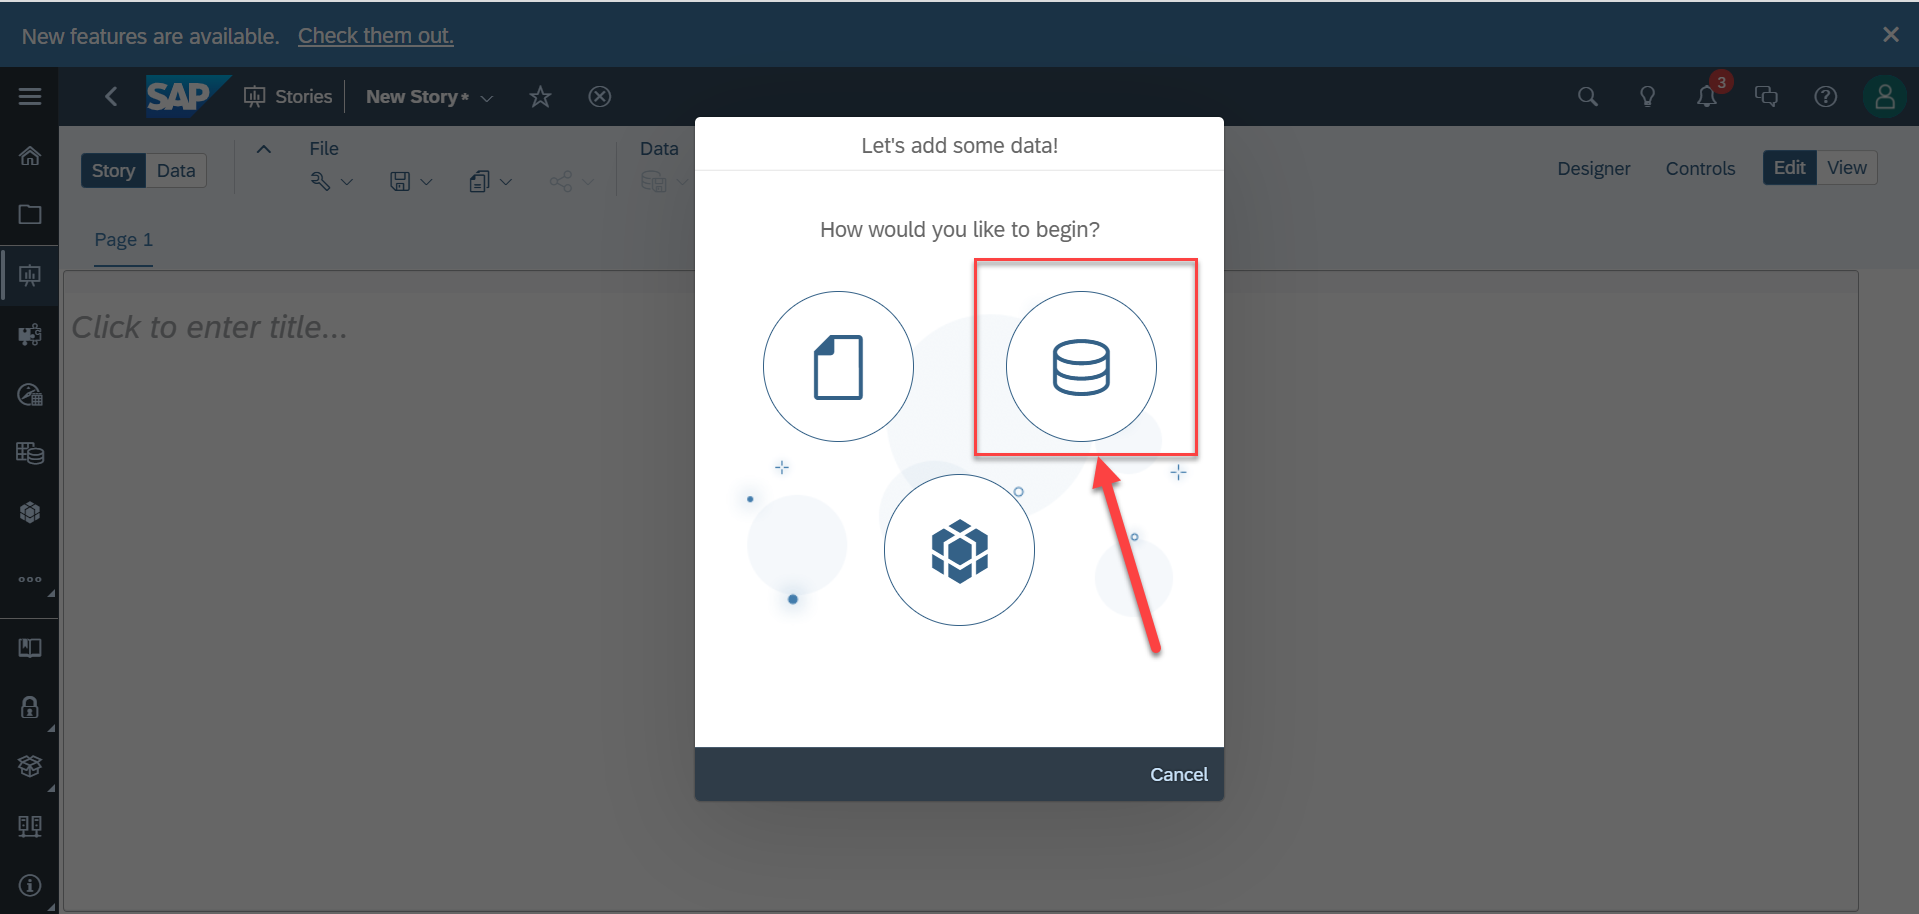 New features are available. Check them out.
SAP Stories New Story*
3
File
Data
Story Data
Designer Controls Edit View
Page 1
Click to enter title...
Let's add some data!
How would you like to begin?
Cancel